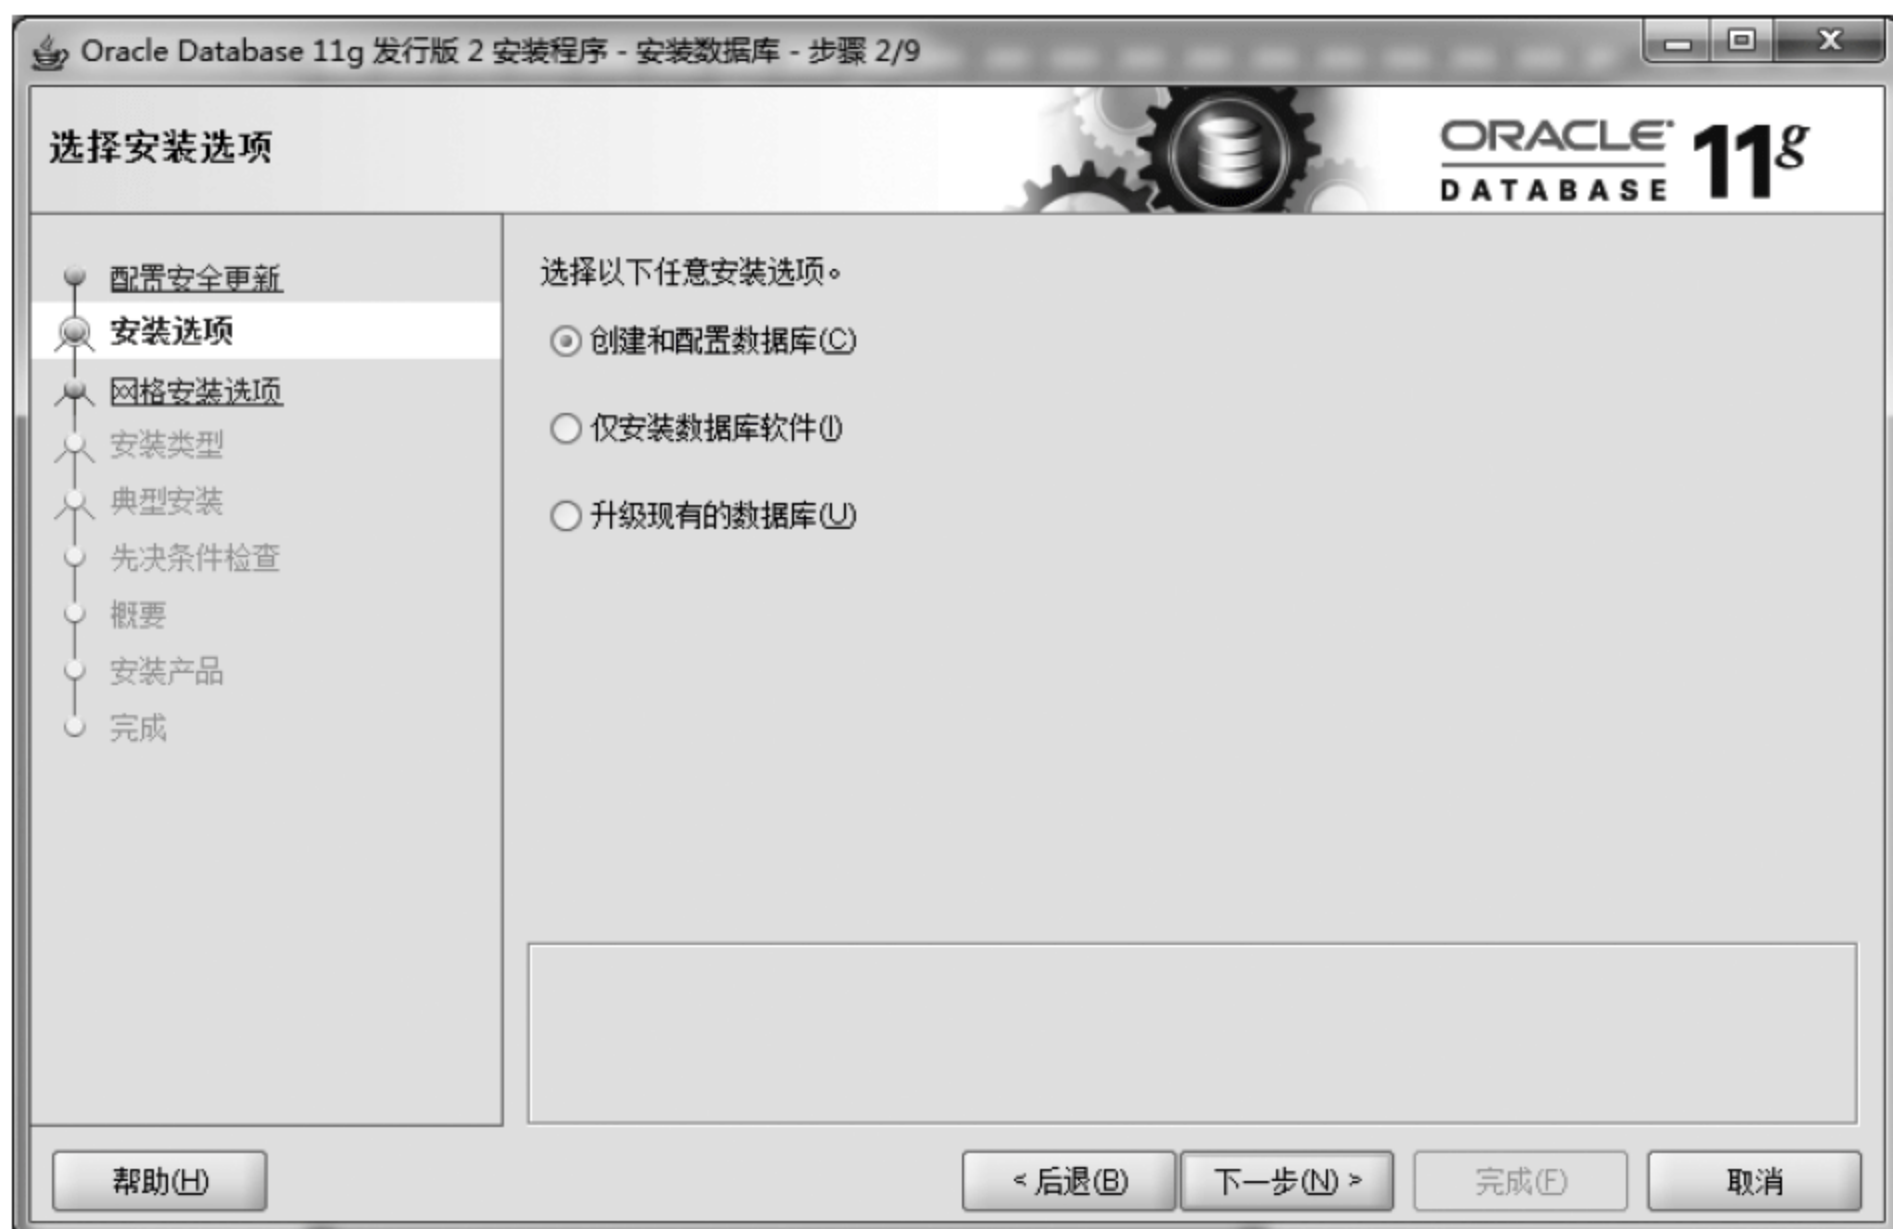 Oracle Database 11g 发行版 2 安装程序 - 安装数据库 - 步骤 2/9
选择安装选项
ORACLE
DATABASE
11g
配置安全更新
安装选项
网格安装选项
安装类型
典型安装
先决条件检查
概要
安装产品
完成
选择以下任意安装选项。
创建和配置数据库(C)
仅安装数据库软件(I)
升级现有的数据库(U)
帮助(H)
< 后退(B)
下一步(N) >
完成(F)
取消